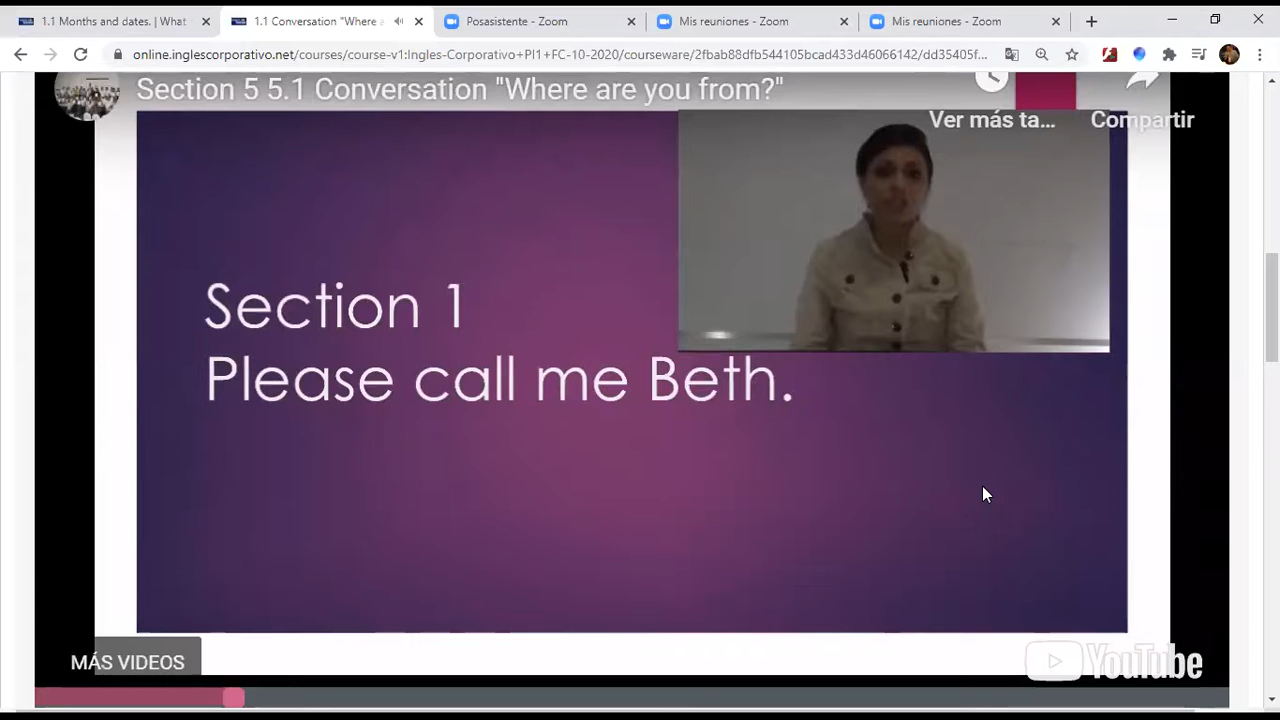 1.1 Months and dates. | What
1.1 Conversation "Where a
Posasistente - Zoom
Mis reuniones - Zoom
Mis reuniones - Zoom
online.inglescorporativo.net/courses/course-v1:Ingles-Corporativo+PI1+FC-10-2020/courseware/2fbab88dfb544105bcad433d46066142/dd35405f...
Section 5 5.1 Conversation "Where are you from?"
Ver más ta...
Compartir
Section 1
Please call me Beth.
MÁS VIDEOS
YouTube